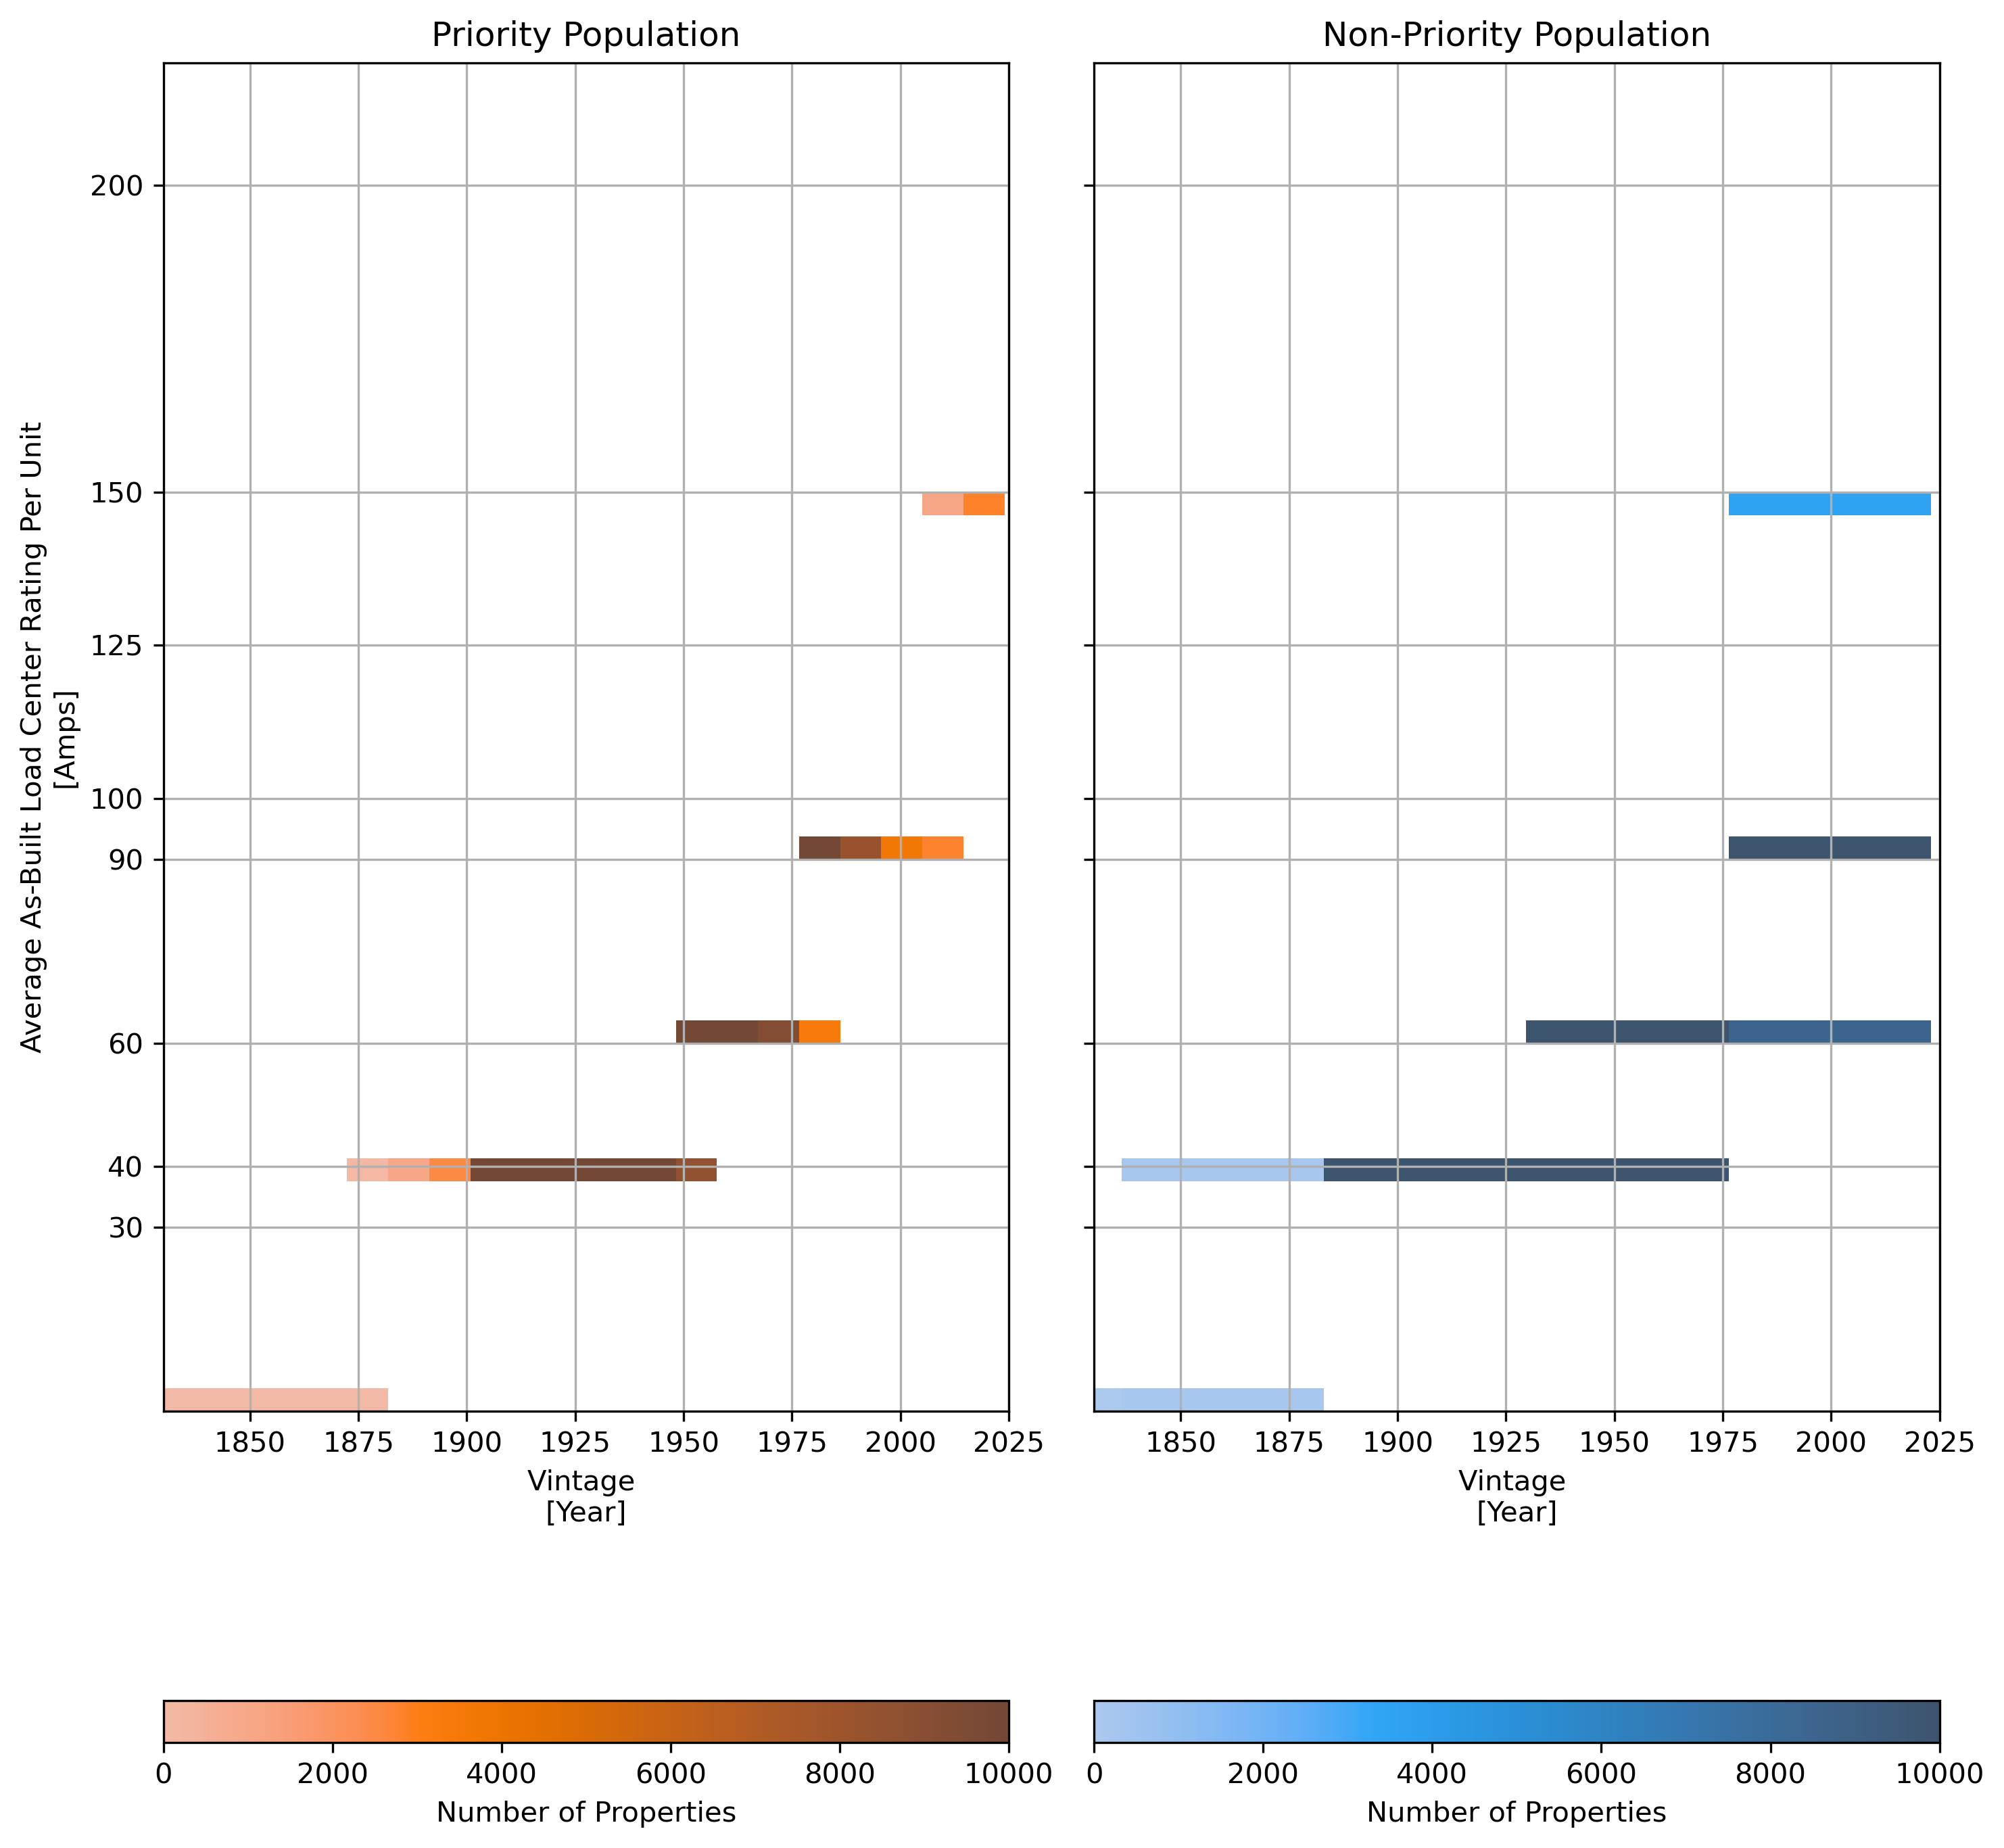 Priority Population
Non-Priority Population
Average As-Built Load Center Rating Per Unit
[Amps]
200
150
125
100
90
60
40
30
1850 1875 1900 1925 1950 1975 2000 2025
Vintage
[Year]
1850 1875 1900 1925 1950 1975 2000 2025
Vintage
[Year]
0 2000 4000 6000 8000 10000
Number of Properties
0 2000 4000 6000 8000 10000
Number of Properties